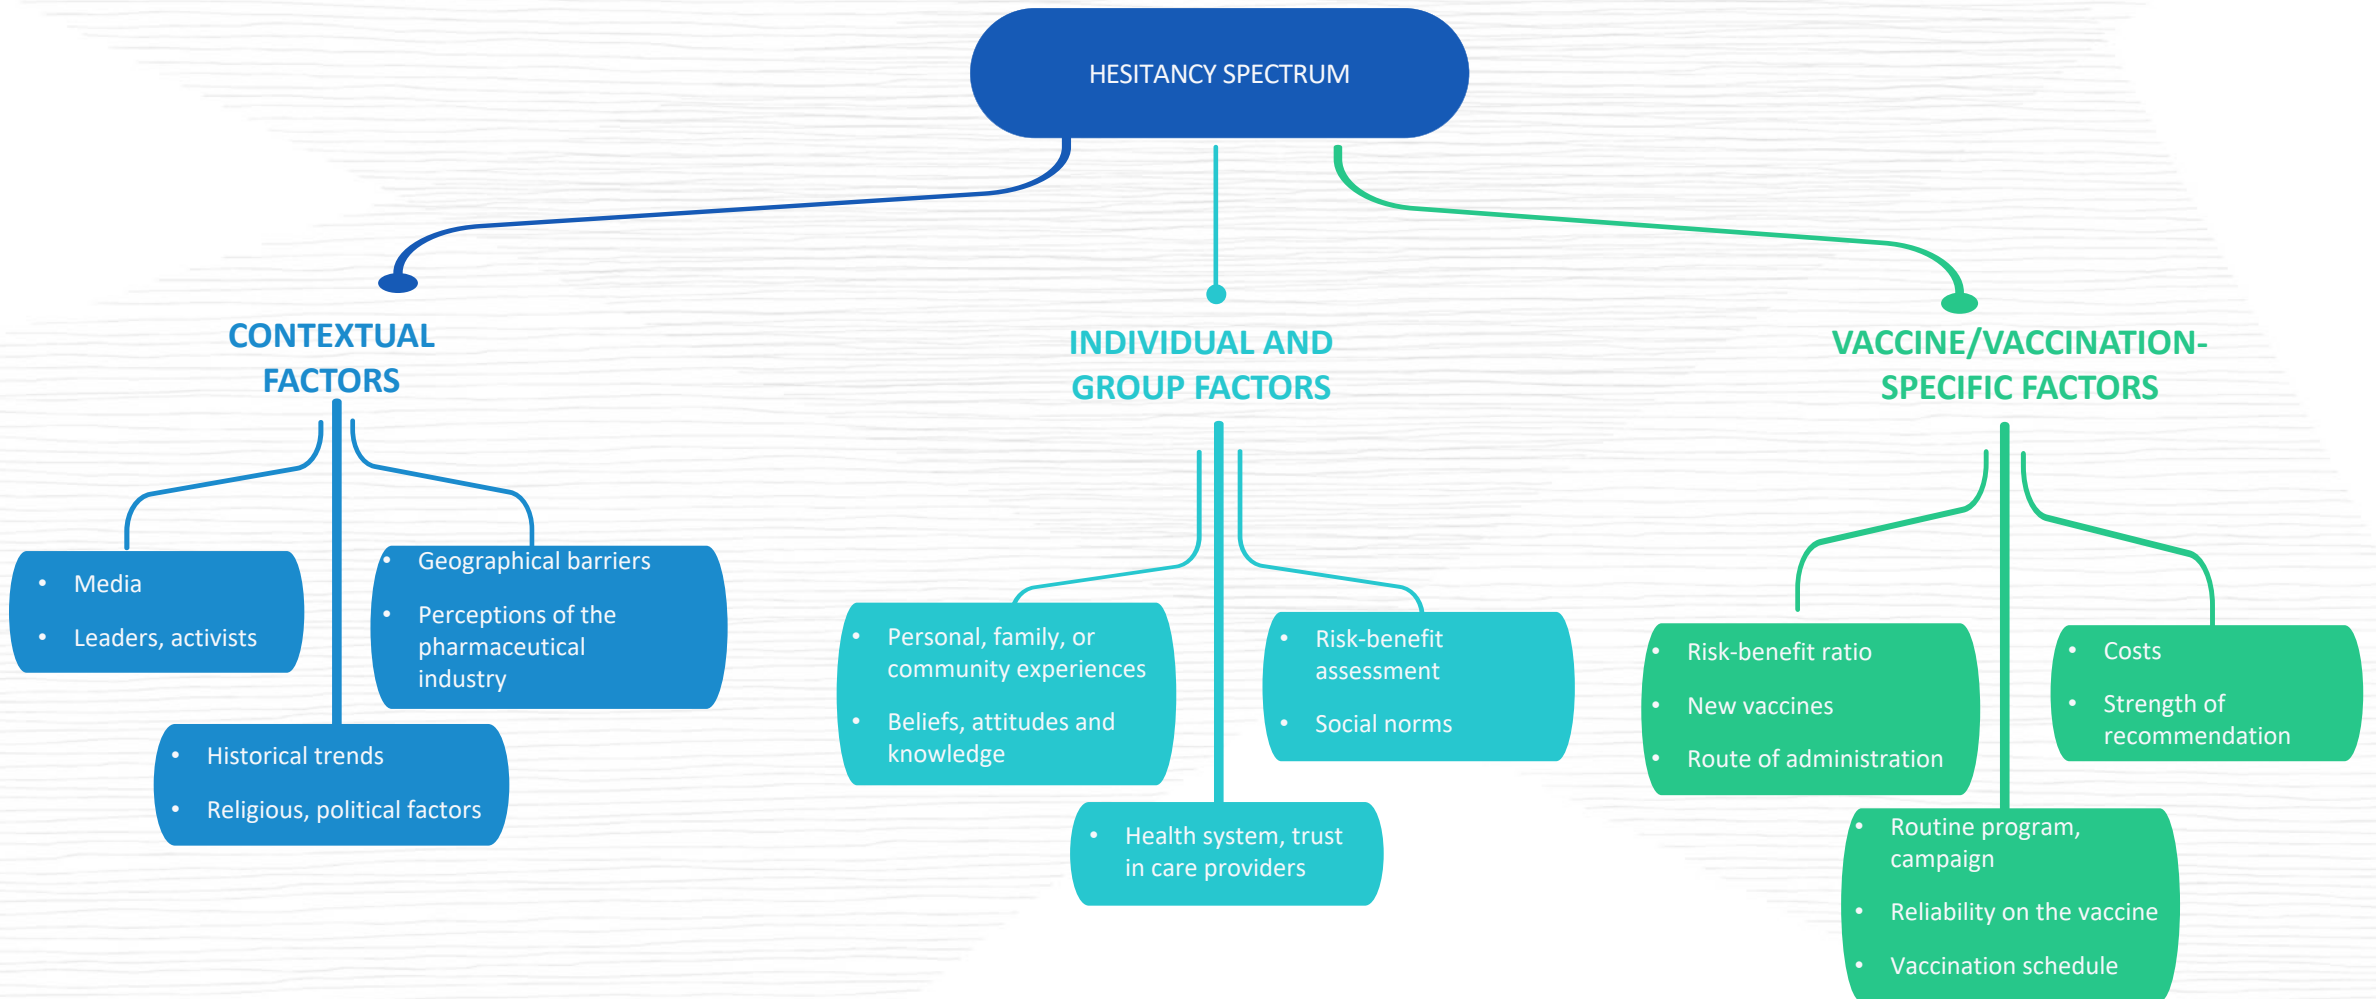 HESITANCY SPECTRUM
CONTEXTUAL
FACTORS
• Media
• Leaders, activists
• Geographical barriers
• Perceptions of the
pharmaceutical
industry
• Historical trends
• Religious, political factors
INDIVIDUAL AND
GROUP FACTORS
• Personal, family, or
community experiences
• Beliefs, attitudes and
knowledge
• Risk-benefit
assessment
• Social norms
• Health system, trust
in care providers
VACCINE/VACCINATION-
SPECIFIC FACTORS
• Risk-benefit ratio
• New vaccines
• Route of administration
• Costs
• Strength of
recommendation
• Routine program,
campaign
• Reliability on the vaccine
• Vaccination schedule